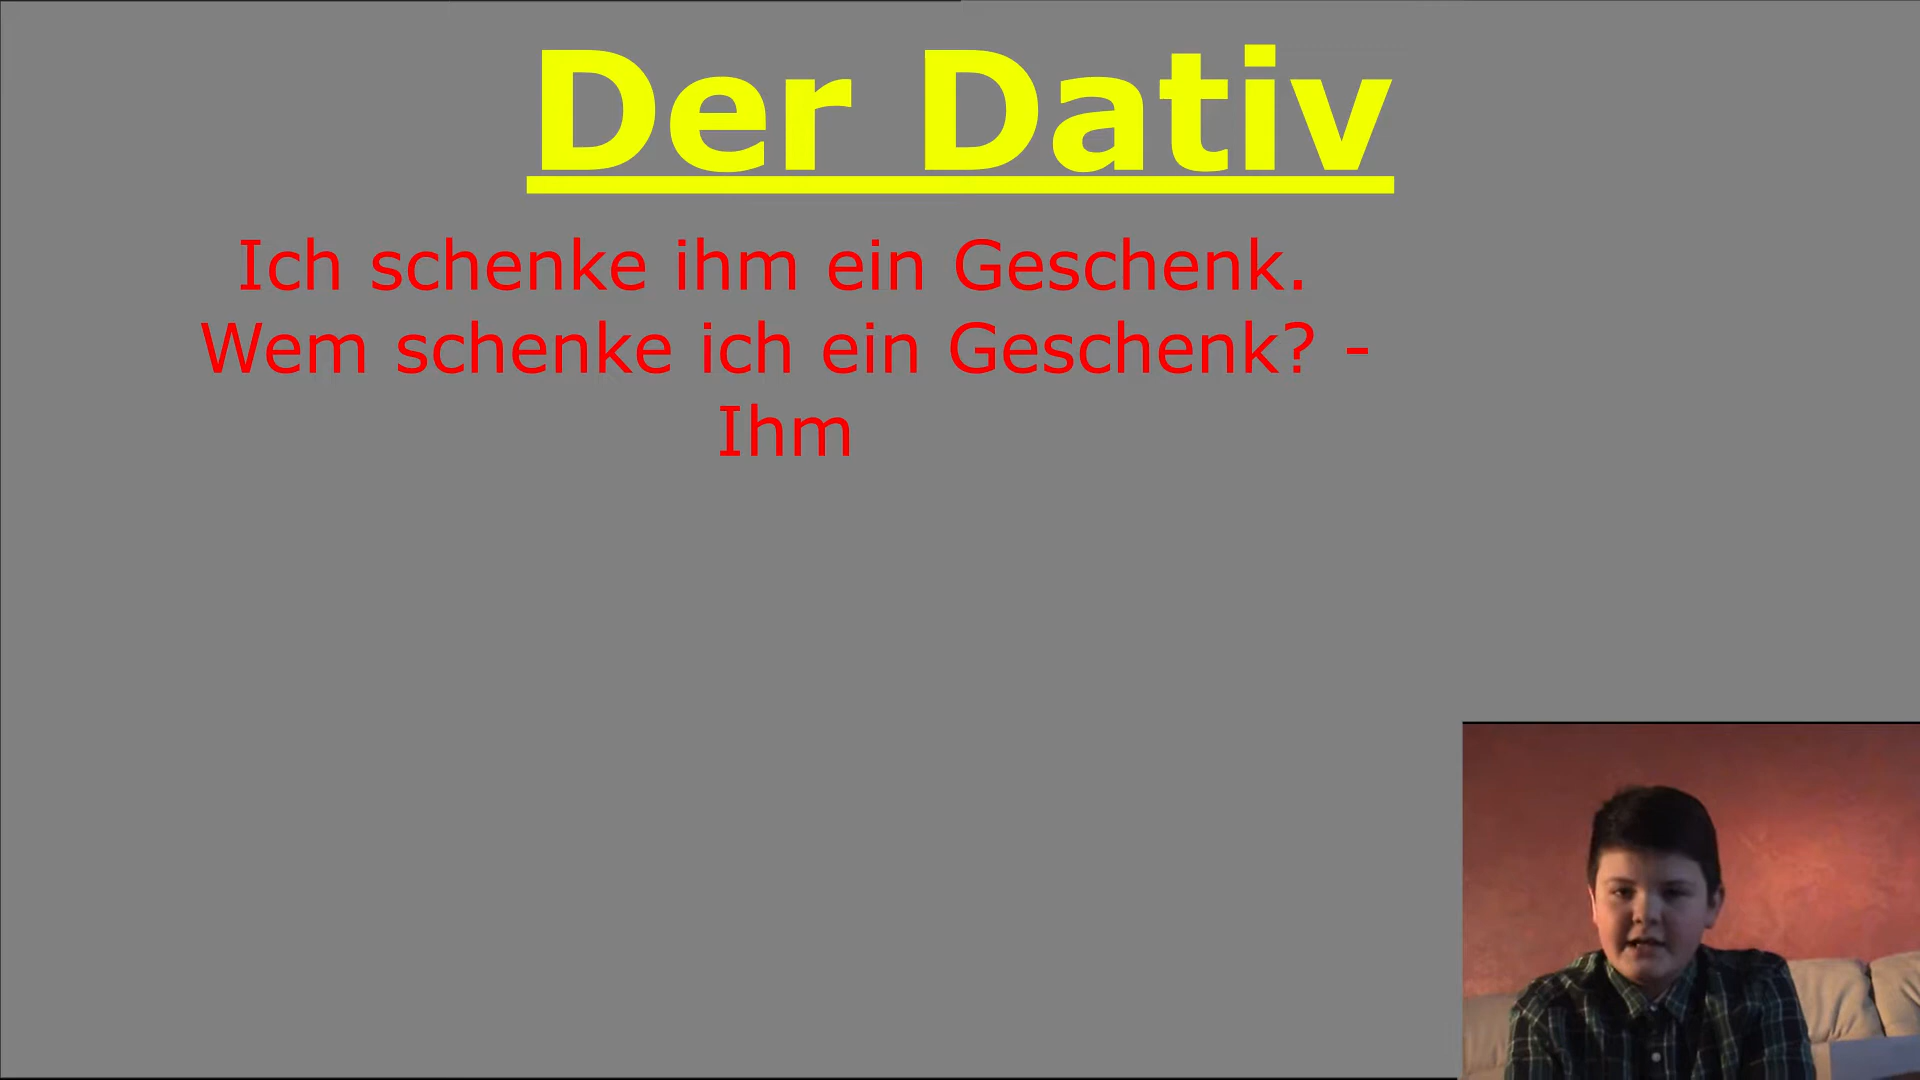 Der Dativ
Ich schenke ihm ein Geschenk.
Wem schenke ich ein Geschenk? -
Ihm